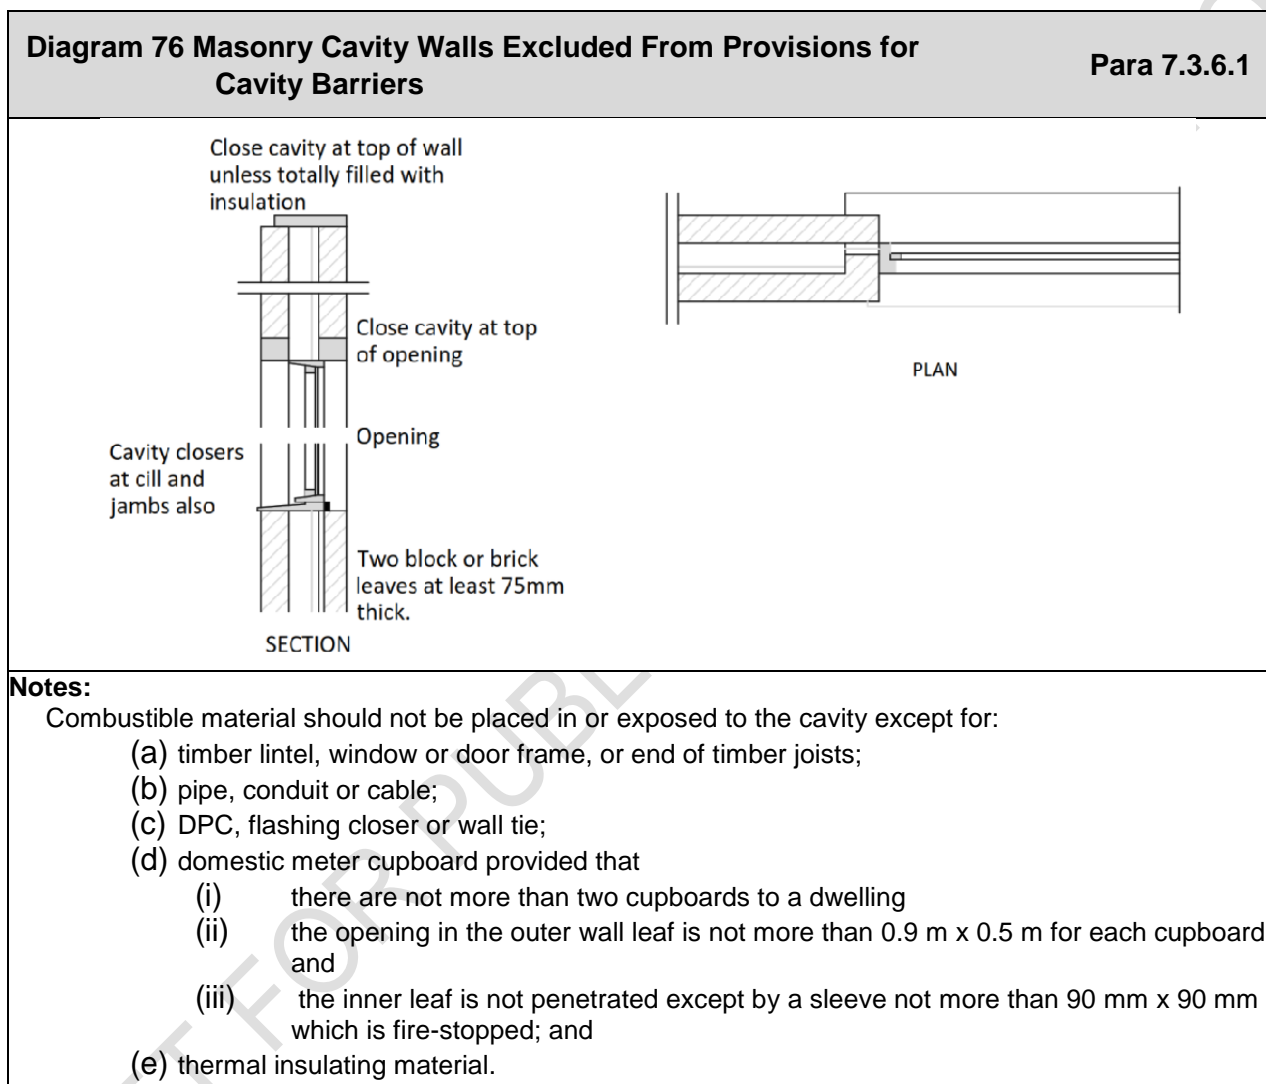 Diagram 76 Masonry Cavity Walls Excluded From Provisions for
Cavity Barriers
Para 7.3.6.1
Close cavity at top of wall
unless totally filled with
insulation
Close cavity at top
of opening
Opening
Cavity closers
at cill and
jambs also
Two block or brick
leaves at least 75mm
thick.
SECTION
PLAN
Notes:
Combustible material should not be placed in or exposed to the cavity except for:
(a) timber lintel, window or door frame, or end of timber joists;
(b) pipe, conduit or cable;
(c) DPC, flashing closer or wall tie;
(d) domestic meter cupboard provided that
(i) there are not more than two cupboards to a dwelling
(ii) the opening in the outer wall leaf is not more than 0.9 m x 0.5 m for each cupboard
and
(iii) the inner leaf is not penetrated except by a sleeve not more than 90 mm x 90 mm
which is fire-stopped; and
(e) thermal insulating material.